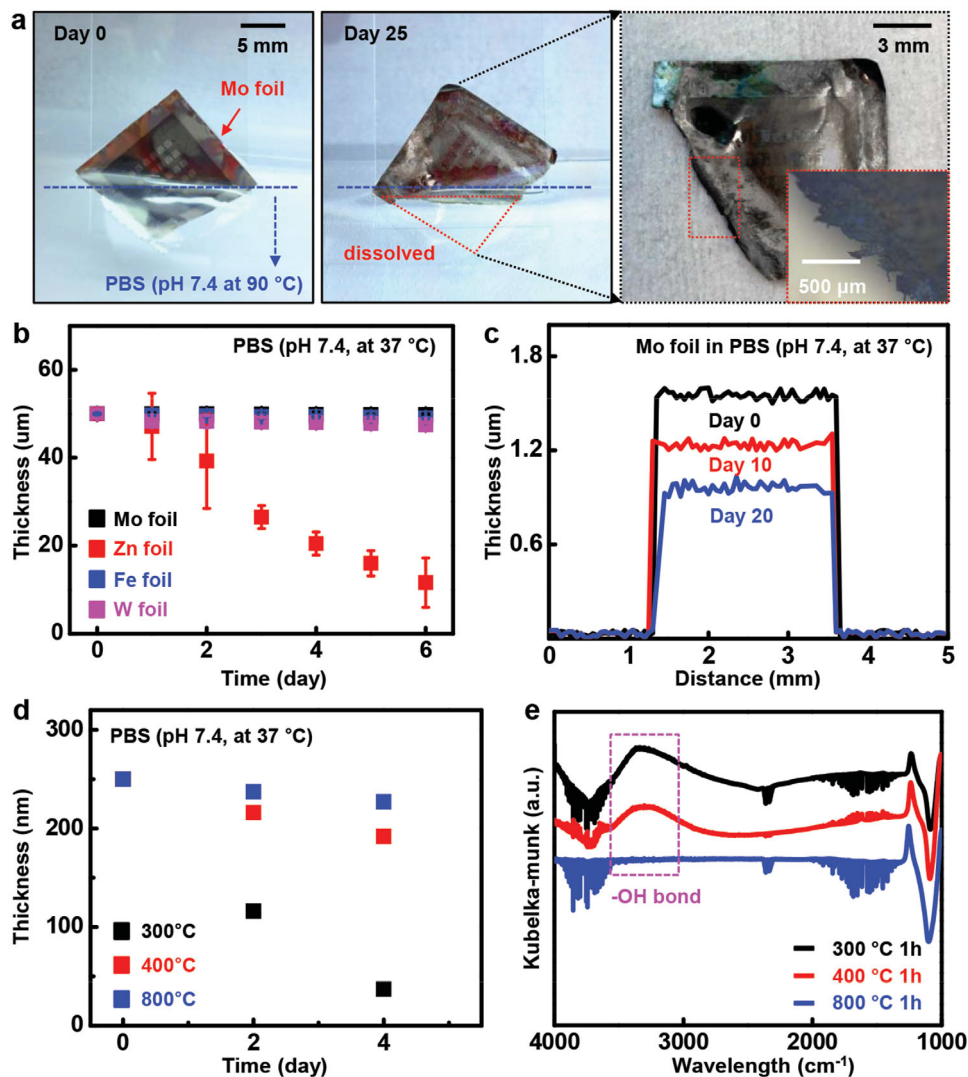 a
Day 0
5 mm
Mo foil
PBS (pH 7.4 at 90 °C)
Day 25
dissolved
3 mm
500 μm
b
PBS (pH 7.4, at 37 °C)
Thickness (um)
60
40
20
0
Mo foil
Zn foil
Fe foil
W foil
0
2
4
6
Time (day)
c
Mo foil in PBS (pH 7.4, at 37 °C)
Thickness (um)
1.8
1.2
0.6
Day 0
Day 10
Day 20
0
1
2
3
4
5
Distance (mm)
d
PBS (pH 7.4, at 37 °C)
Thickness (nm)
300
200
100
0
300°C
400°C
800°C
0
2
4
Time (day)
e
Kubelka-munk (a.u.)
-OH bond
300 °C 1h
400 °C 1h
800 °C 1h
4000
3000
2000
1000
Wavelength (cm⁻¹)